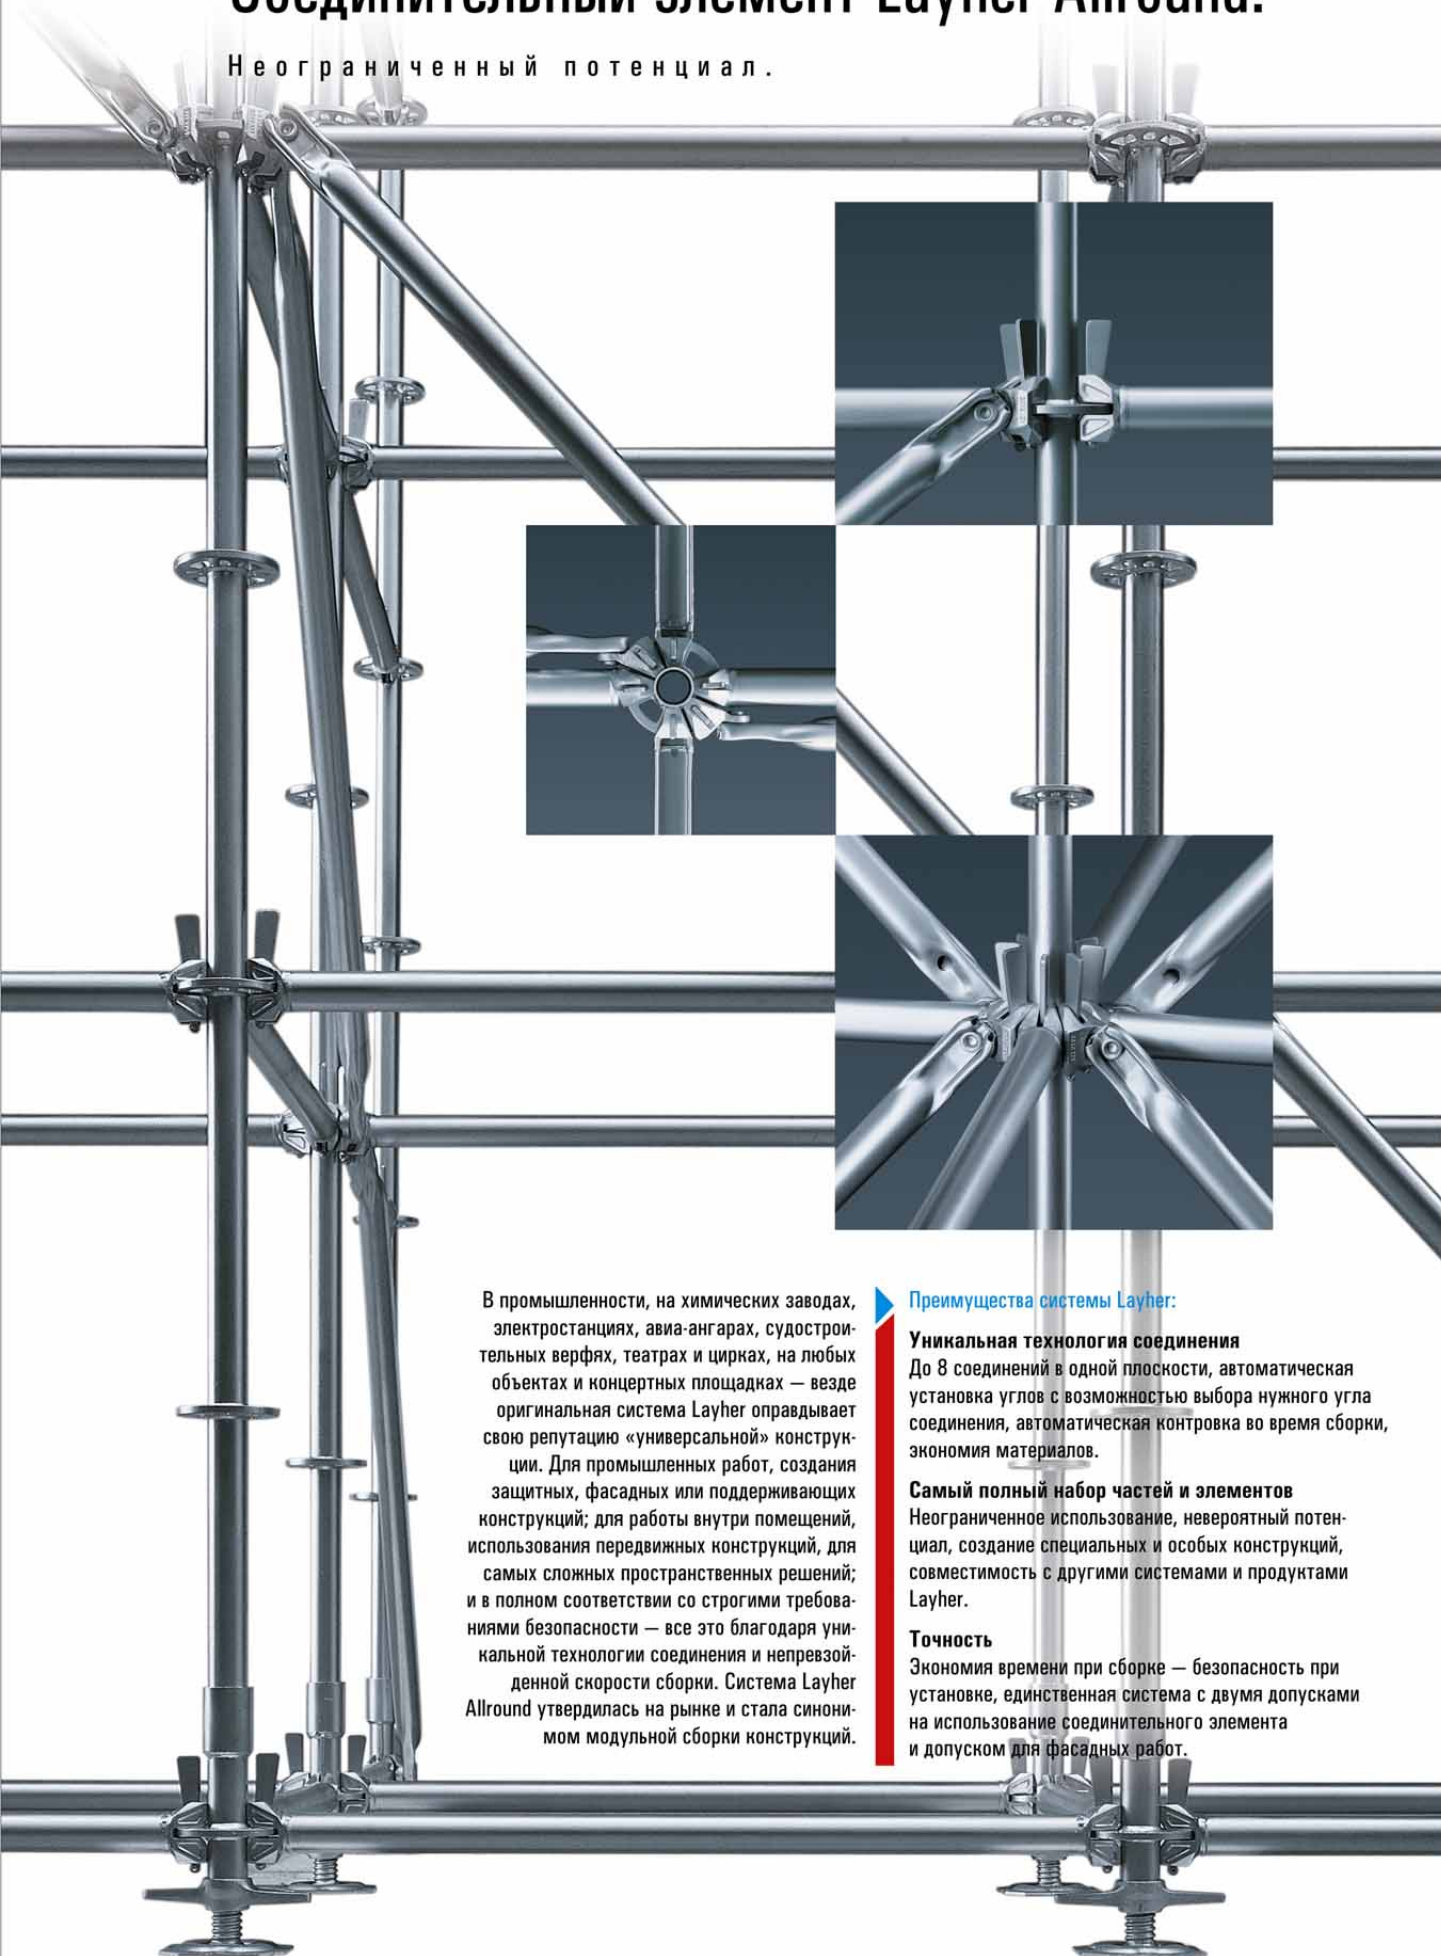 Соединительный элемент Layher Allround.
Неограниченный потенциал.
В промышленности, на химических заводах,
электростанциях, авиа-ангарах, судострои-
тельных верфях, театрах и цирках, на любых
объектах и концертных площадках — везде
оригинальная система Layher оправдывает
свою репутацию «универсальной» конструк-
ции. Для промышленных работ, создания
защитных, фасадных или поддерживающих
конструкций; для работы внутри помещений,
использования передвижных конструкций, для
самых сложных пространственных решений;
и в полном соответствии со строгими требова-
ниями безопасности — все это благодаря уни-
кальной технологии соединения и непревзой-
денной скорости сборки. Система Layher
Allround утвердилась на рынке и стала синони-
мом модульной сборки конструкций.
Преимущества системы Layher:
Уникальная технология соединения
До 8 соединений в одной плоскости, автоматическая
установка углов с возможностью выбора нужного угла
соединения, автоматическая контровка во время сборки,
экономия материалов.
Самый полный набор частей и элементов
Неограниченное использование, невероятный потен-
циал, создание специальных и особых конструкций,
совместимость с другими системами и продуктами
Layher.
Точность
Экономия времени при сборке — безопасность при
установке, единственная система с двумя допусками
на использование соединительного элемента
и допуском для фасадных работ.